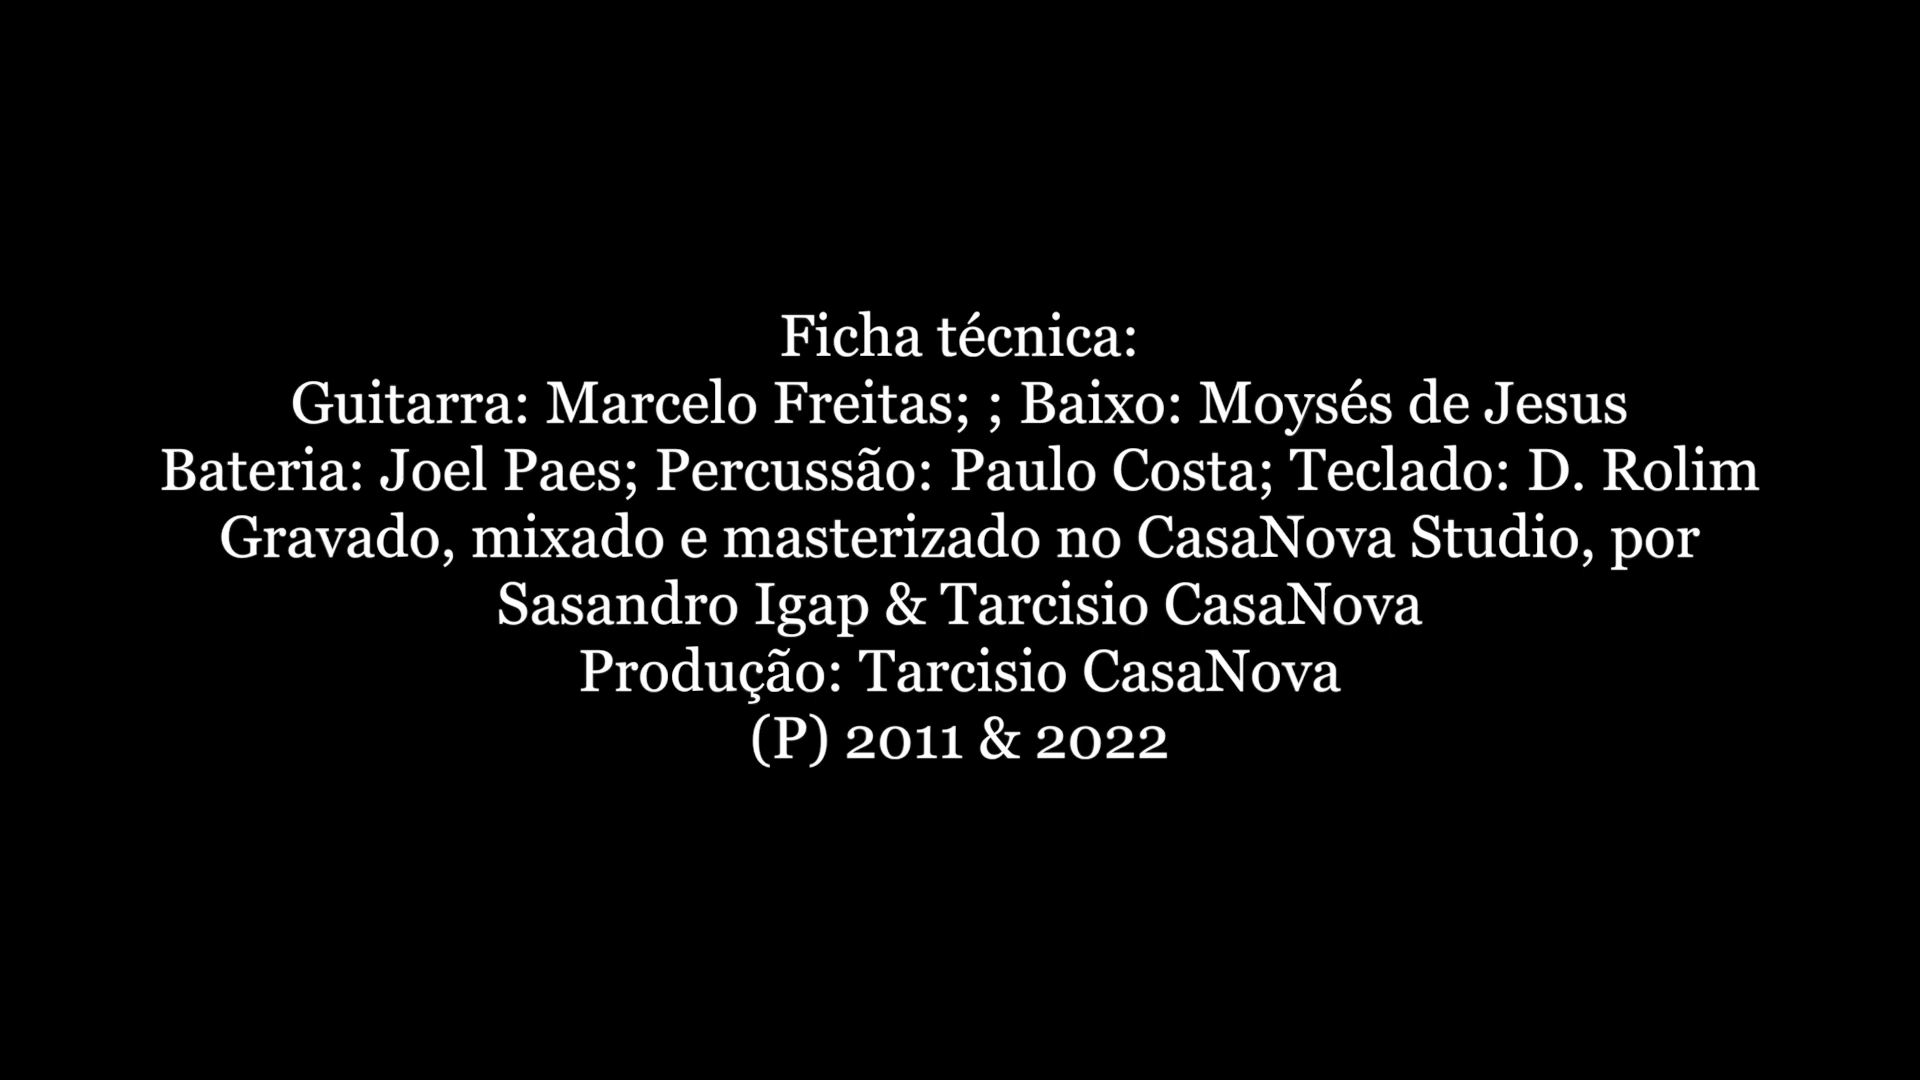 Ficha técnica:
Guitarra: Marcelo Freitas; ; Baixo: Moysés de Jesus
Bateria: Joel Paes; Percussão: Paulo Costa; Teclado: D. Rolim
Gravado, mixado e masterizado no CasaNova Studio, por
Sasandro Igap & Tarcisio CasaNova
Produção: Tarcisio CasaNova
(P) 2011 & 2022